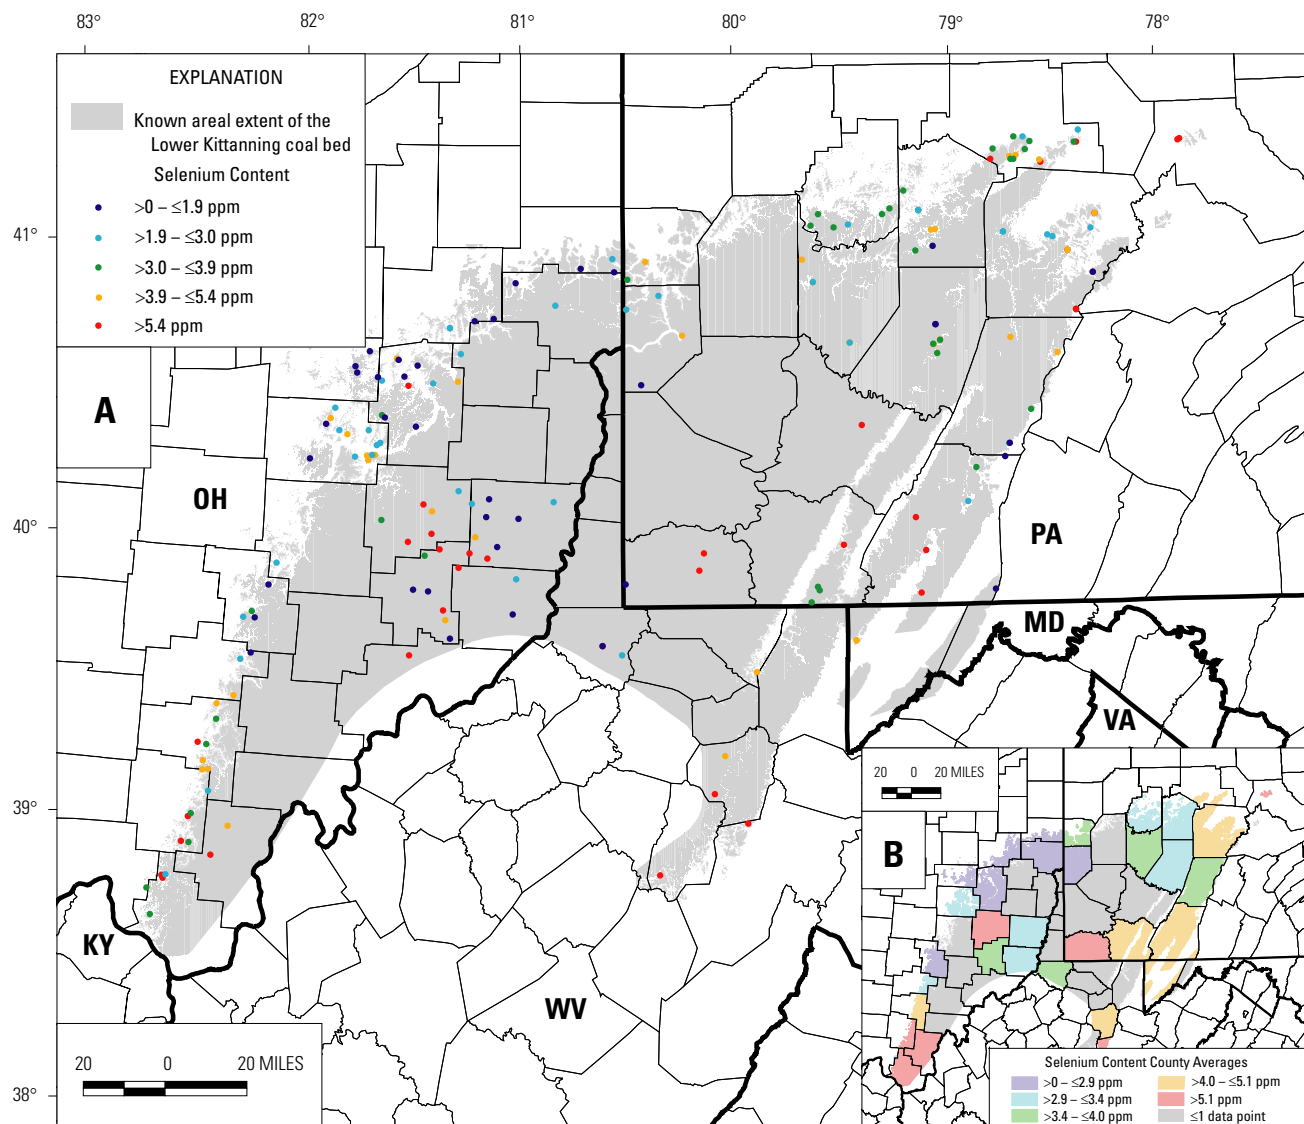 83°
82°
81°
80°
79°
78°
EXPLANATION
Known areal extent of the
Lower Kittanning coal bed
Selenium Content
>0 – ≤1.9 ppm
>1.9 – ≤3.0 ppm
>3.0 – ≤3.9 ppm
>3.9 – ≤5.4 ppm
>5.4 ppm
41°
A
OH
40°
PA
MD
VA
39°
KY
WV
38°
20 0 20 MILES
20 0 20 MILES
B
Selenium Content County Averages
>0 – ≤2.9 ppm
>2.9 – ≤3.4 ppm
>3.4 – ≤4.0 ppm
>4.0 – ≤5.1 ppm
>5.1 ppm
≤1 data point